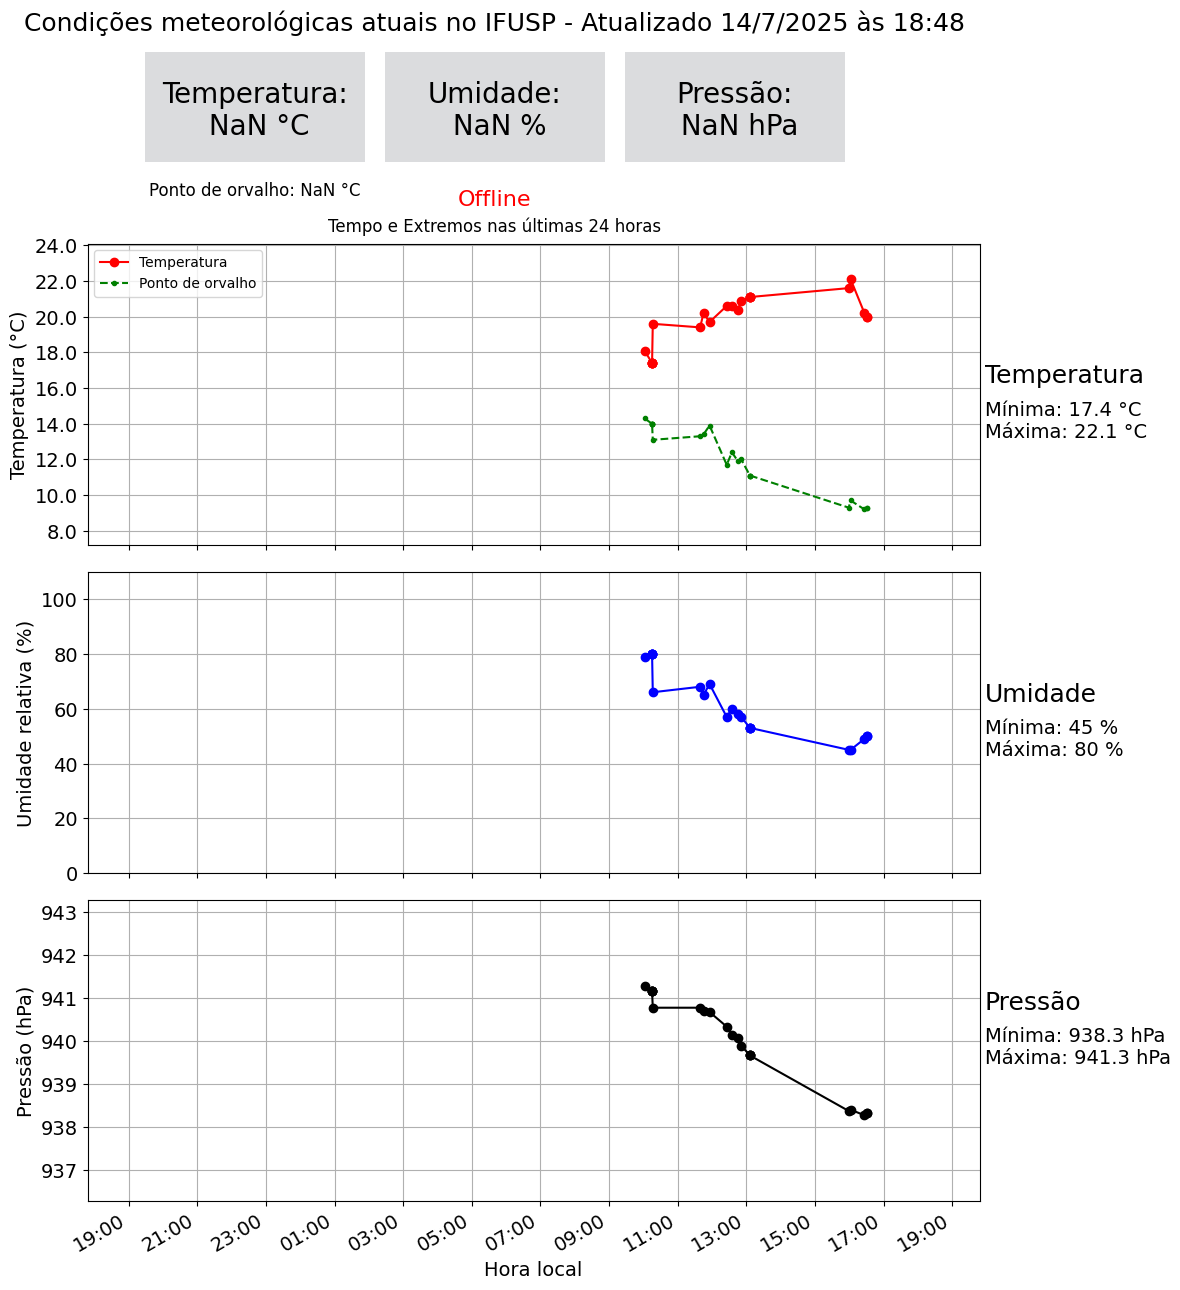 Condições meteorológicas atuais no IFUSP - Atualizado 14/7/2025 às 18:48
Temperatura:
NaN °C
Umidade:
NaN %
Pressão:
NaN hPa
Ponto de orvalho: NaN °C
Offline
Tempo e Extremos nas últimas 24 horas
Temperatura (°C)
24.0
22.0
20.0
18.0
16.0
14.0
12.0
10.0
8.0
Temperatura
Ponto de orvalho
Temperatura
Mínima: 17.4 °C
Máxima: 22.1 °C
Umidade relativa (%)
100
80
60
40
20
0
Umidade
Mínima: 45 %
Máxima: 80 %
Pressão (hPa)
943
942
941
940
939
938
937
Pressão
Mínima: 938.3 hPa
Máxima: 941.3 hPa
19:00 21:00 23:00 01:00 03:00 05:00 07:00 09:00 11:00 13:00 15:00 17:00 19:00
Hora local